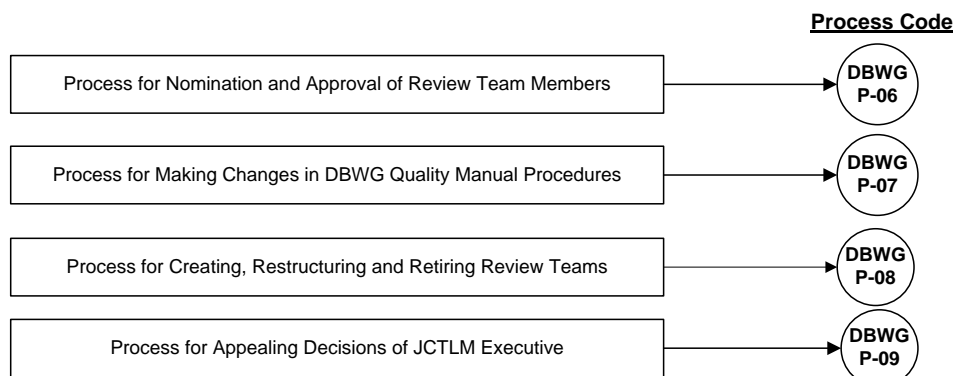 Process Code
Process for Nomination and Approval of Review Team Members
DBWG
P-06
Process for Making Changes in DBWG Quality Manual Procedures
DBWG
P-07
Process for Creating, Restructuring and Retiring Review Teams
DBWG
P-08
Process for Appealing Decisions of JCTLM Executive
DBWG
P-09